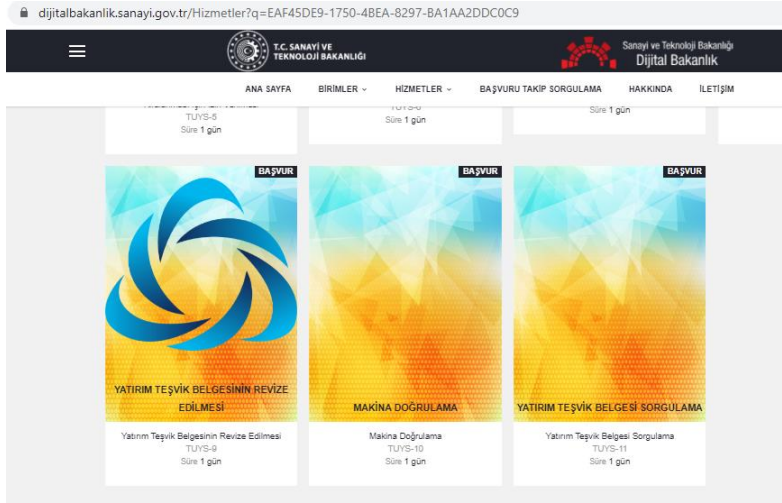 dijitalbakanlik.sanayi.gov.tr/Hizmetler?q=EAF45DE9-1750-4BEA-8297-BA1AA2DDC0C9
T.C. SANAYİ VE
TEKNOLOJİ BAKANLIĞI
Sanayi ve Teknoloji Bakanlığı
Dijital Bakanlık
ANA SAYFA BİRİMLER HİZMETLER BAŞVURU TAKİP SORGULAMA HAKKINDA İLETİŞİM
TUYS-5
Süre 1 gün
Süre 1 gün
Süre 1 gün
BAŞVUR
YATIRIM TEŞVİK BELGESİNİN REVİZE
EDİLMESİ
Yatırım Teşvik Belgesinin Revize Edilmesi
TUYS-9
Süre 1 gün
BAŞVUR
MAKİNA DOĞRULAMA
Makina Doğrulama
TUYS-10
Süre 1 gün
BAŞVUR
YATIRIM TEŞVİK BELGESİ SORGULAMA
Yatırım Teşvik Belgesi Sorgulama
TUYS-11
Süre 1 gün